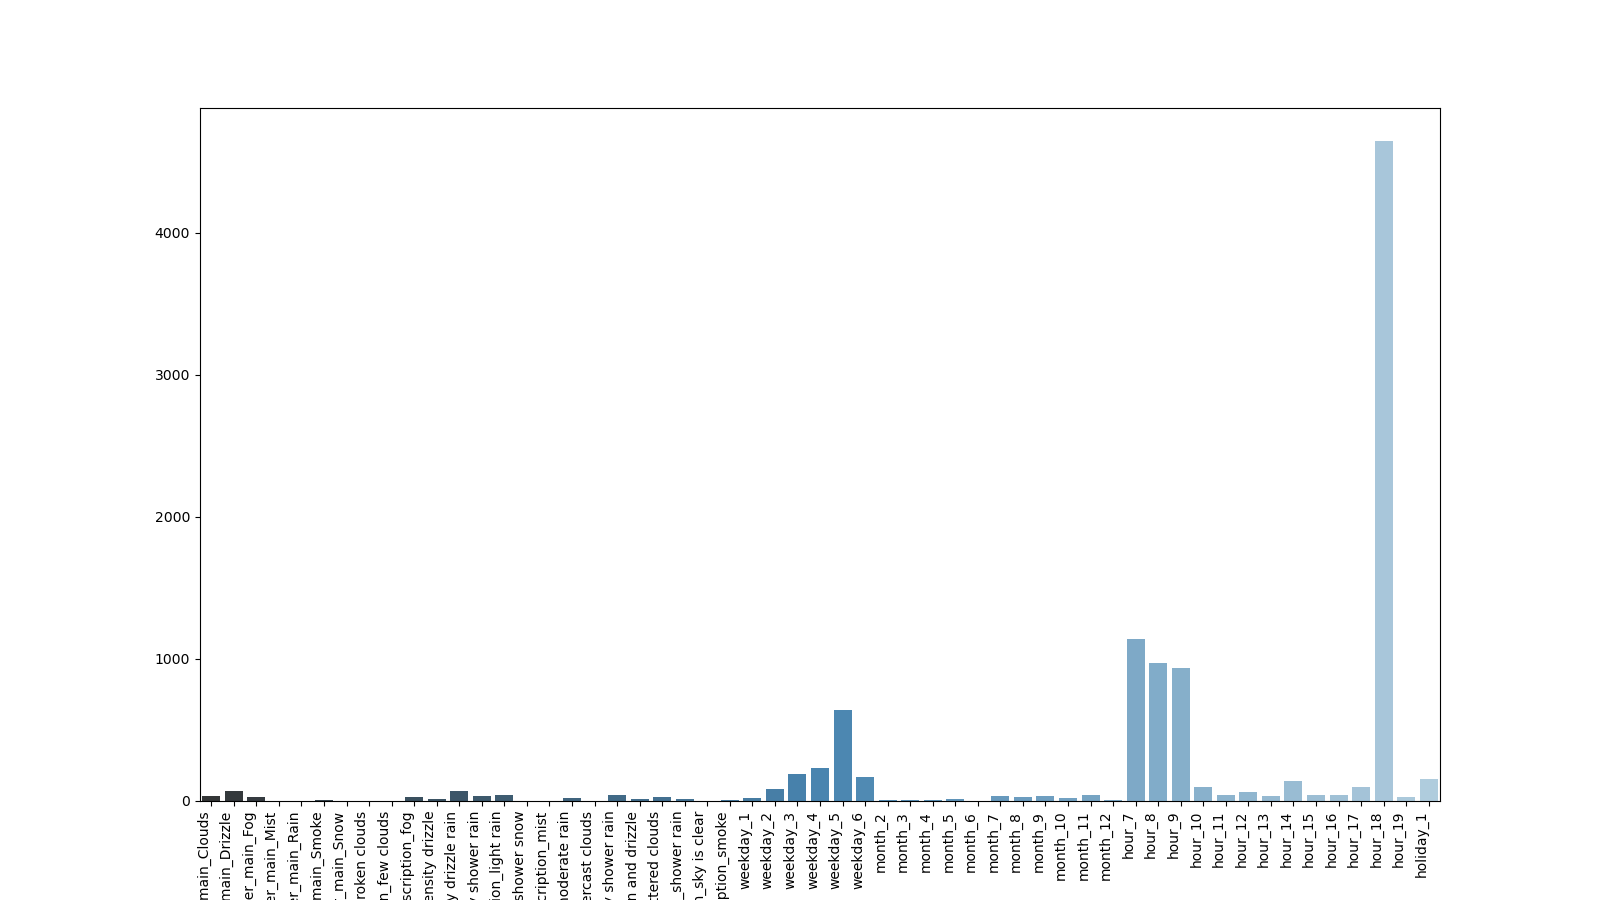 4000
3000
2000
1000
0
main_Clouds
main_Drizzle
er_main_Fog
er_main_Mist
er_main_Rain
main_Smoke
r_main_Snow
roken clouds
n_few clouds
scription_fog
ensity drizzle
y drizzle rain
y shower rain
ion_light rain
shower snow
cription_mist
noderate rain
ercast clouds
y shower rain
n and drizzle
ttered clouds
_shower rain
n_sky is clear
ption_smoke
weekday_1
weekday_2
weekday_3
weekday_4
weekday_5
weekday_6
month_2
month_3
month_4
month_5
month_6
month_7
month_8
month_9
month_10
month_11
month_12
hour_7
hour_8
hour_9
hour_10
hour_11
hour_12
hour_13
hour_14
hour_15
hour_16
hour_17
hour_18
hour_19
holiday_1